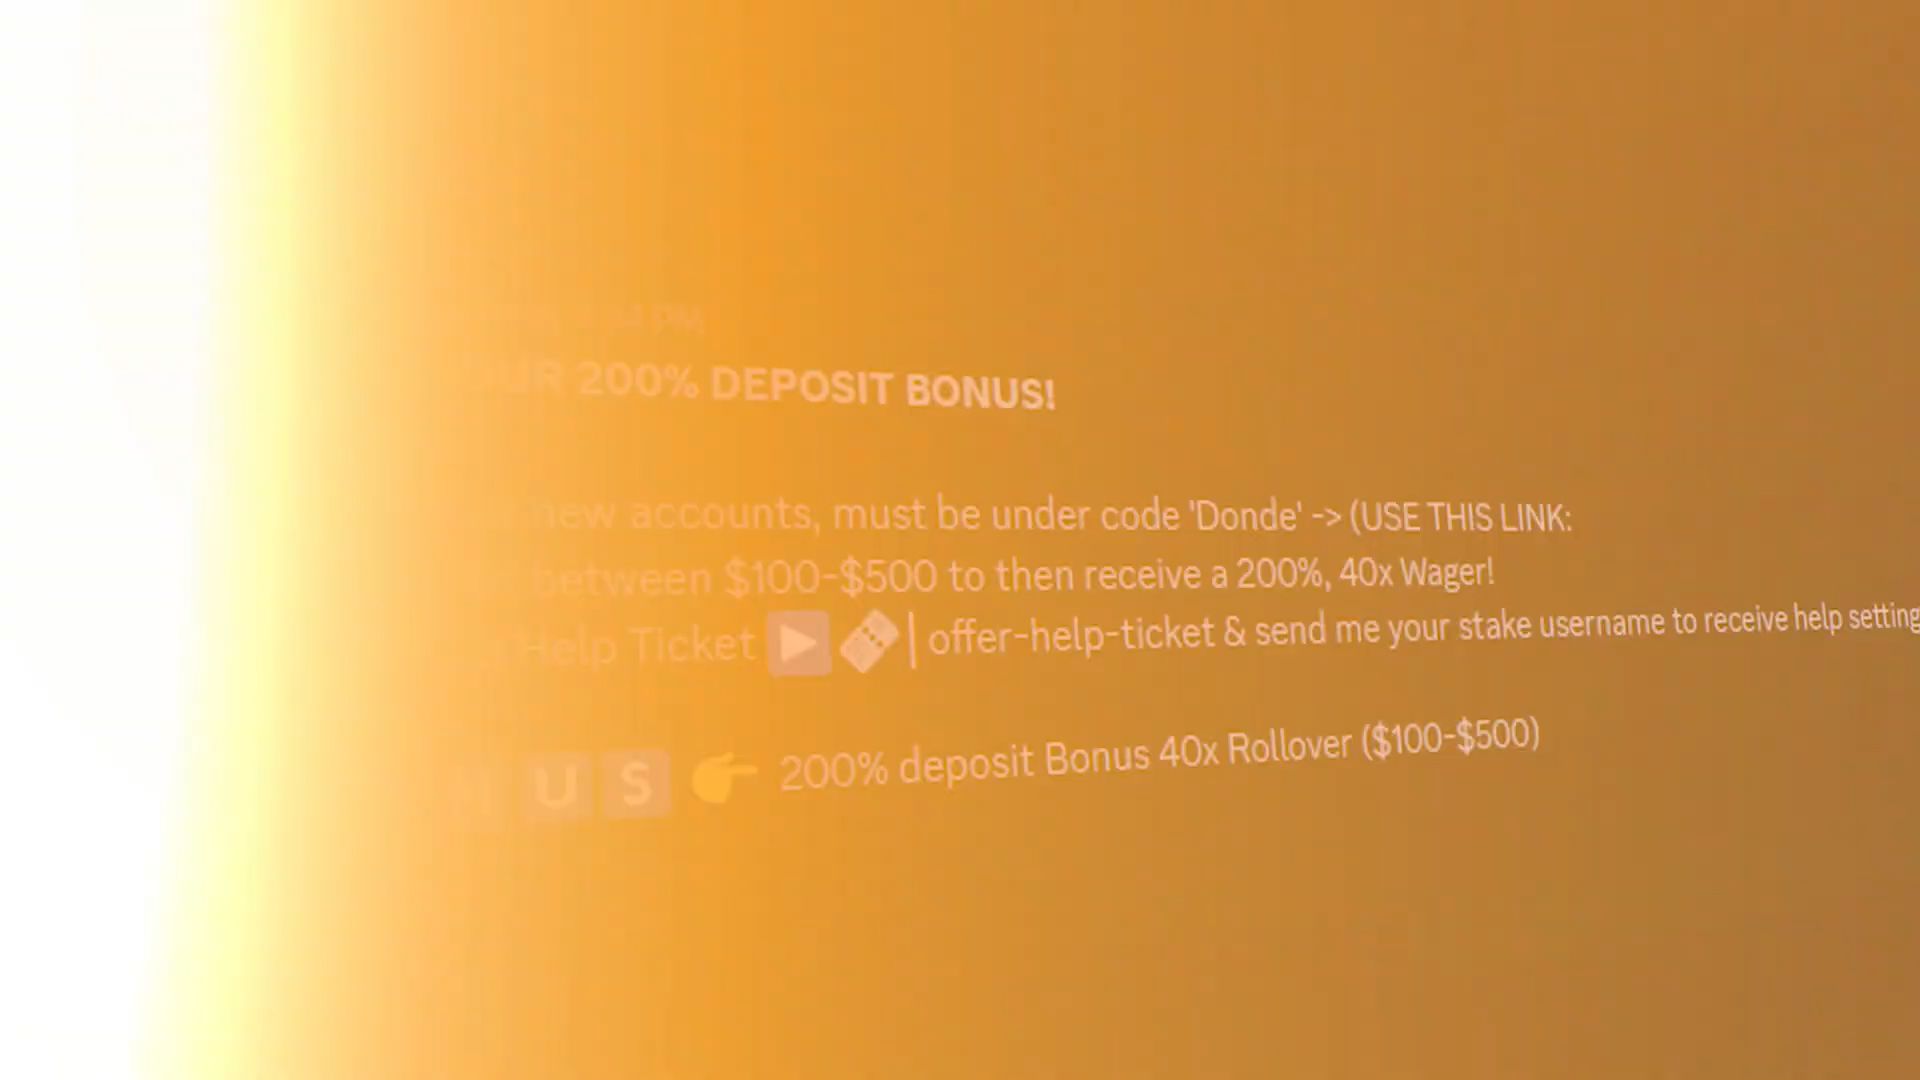 PM
200% DEPOSIT BONUS!
new accounts, must be under code 'Donde' -> (USE THIS LINK:
between $100-$500 to then receive a 200%, 40x Wager!
Help Ticket ▶ 🎟 | offer-help-ticket & send me your stake username to receive help setting
U S 👉 200% deposit Bonus 40x Rollover ($100-$500)